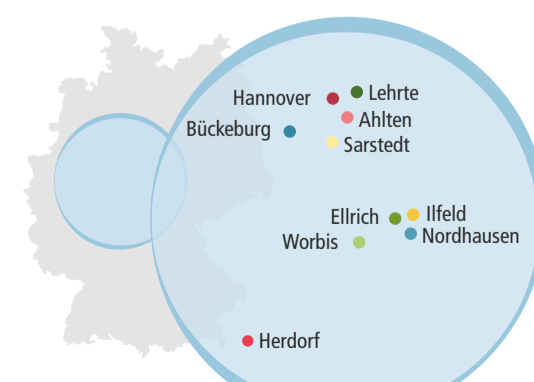 Hannover
Lehrte
Ahlten
Bückeburg
Sarstedt
Ellrich
Ilfeld
Nordhausen
Worbis
Herdorf